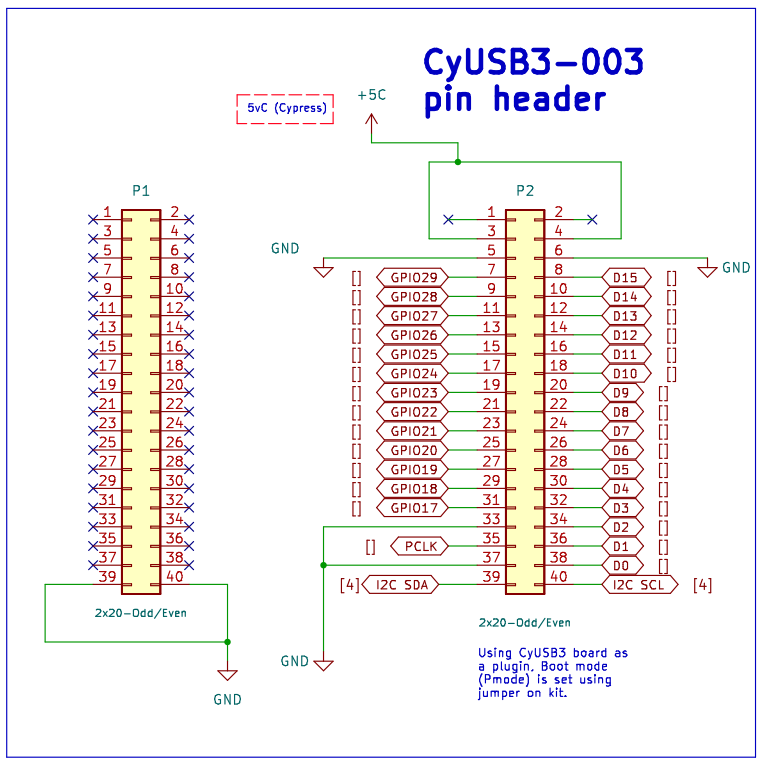 CyUSB3-003
pin header
5vC (Cypress)
+5C
P1
P2
1 2
3 4
5 6
7 8
9 10
11 12
13 14
15 16
17 18
19 20
21 22
23 24
25 26
27 28
29 30
31 32
33 34
35 36
37 38
39 40
2x20-Odd/Even
GND
1 2
3 4
GND 5 6 GND
[] GPIO29 7 8 D15 []
[] GPIO28 9 10 D14 []
[] GPIO27 11 12 D13 []
[] GPIO26 13 14 D12 []
[] GPIO25 15 16 D11 []
[] GPIO24 17 18 D10 []
[] GPIO23 19 20 D9 []
[] GPIO22 21 22 D8 []
[] GPIO21 23 24 D7 []
[] GPIO20 25 26 D6 []
[] GPIO19 27 28 D5 []
[] GPIO18 29 30 D4 []
[] GPIO17 31 32 D3 []
33 34 D2 []
[] PCLK 35 36 D1 []
37 38 D0 []
[4] I2C SDA 39 40 I2C SCL [4]
2x20-Odd/Even
GND
Using CyUSB3 board as
a plugin, Boot mode
(Pmode) is set using
jumper on kit.